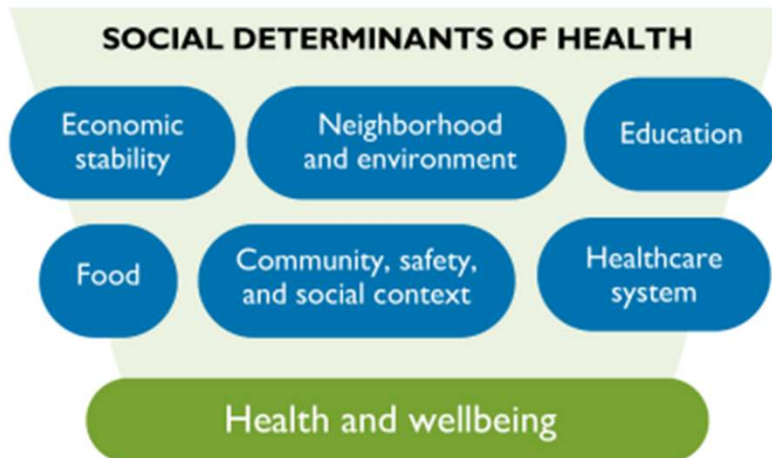 SOCIAL DETERMINANTS OF HEALTH
Economic
stability
Neighborhood
and environment
Education
Food
Community, safety,
and social context
Healthcare
system
Health and wellbeing